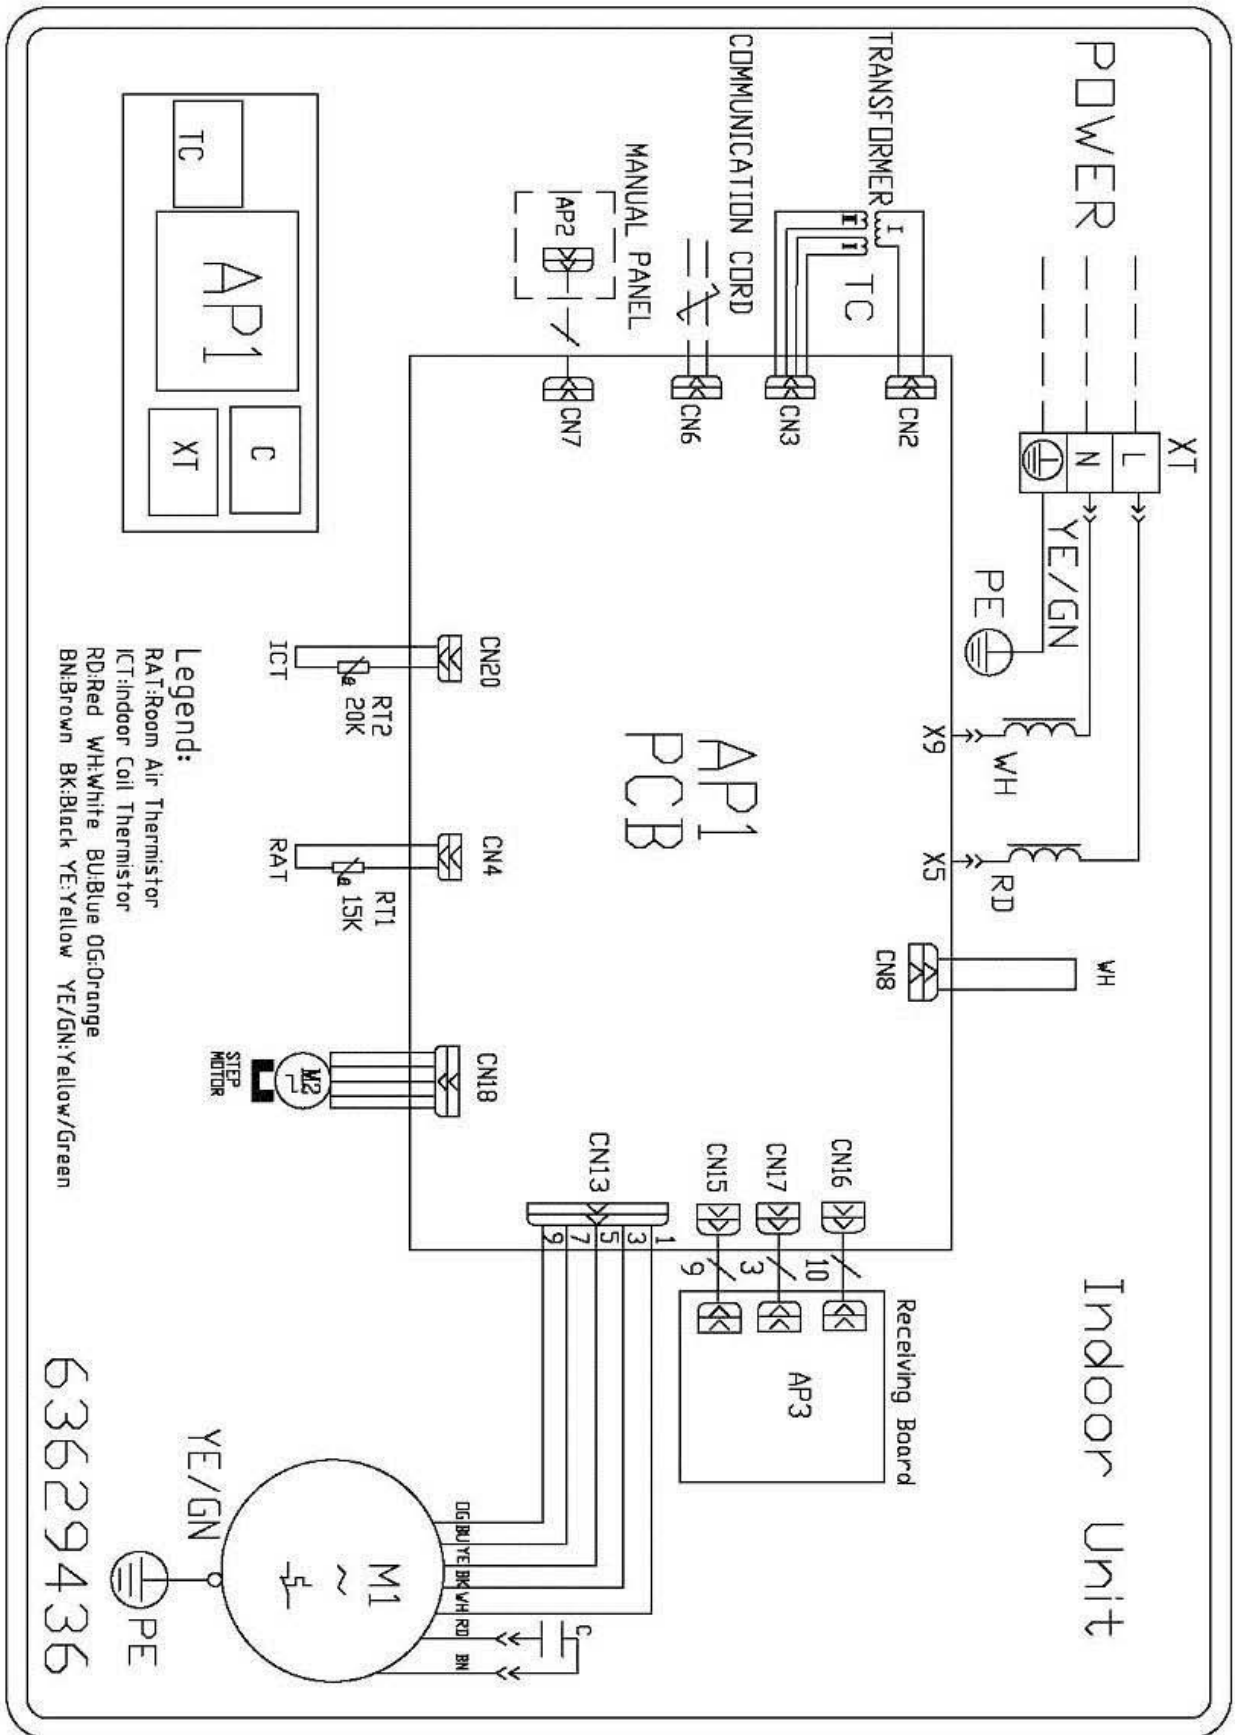 Indoor Unit
POWER
XT
L
N
YE/GN
PE
WH
RD
WH
X9
X5
CN8
TRANSFORMER
I
II
I
TC
COMMUNICATION CORD
MANUAL PANEL
AP2
CN2
CN3
CN6
CN7
AP1
PCB
CN16
CN17
CN15
10
3
9
Receiving Board
AP3
CN13
1
3
5
7
9
CN20
CN4
CN18
RT2
20K
ICT
RT1
15K
RAT
M2
STEP
MOTOR
OG BU YE BK WH RD BN
C
M1
~
YE/GN
PE
TC
AP1
C
XT
Legend:
RAT:Room Air Thermistor
ICT:Indoor Coil Thermistor
RD:Red WH:White BU:Blue OG:Orange
BN:Brown BK:Black YE:Yellow YE/GN:Yellow/Green
63629436